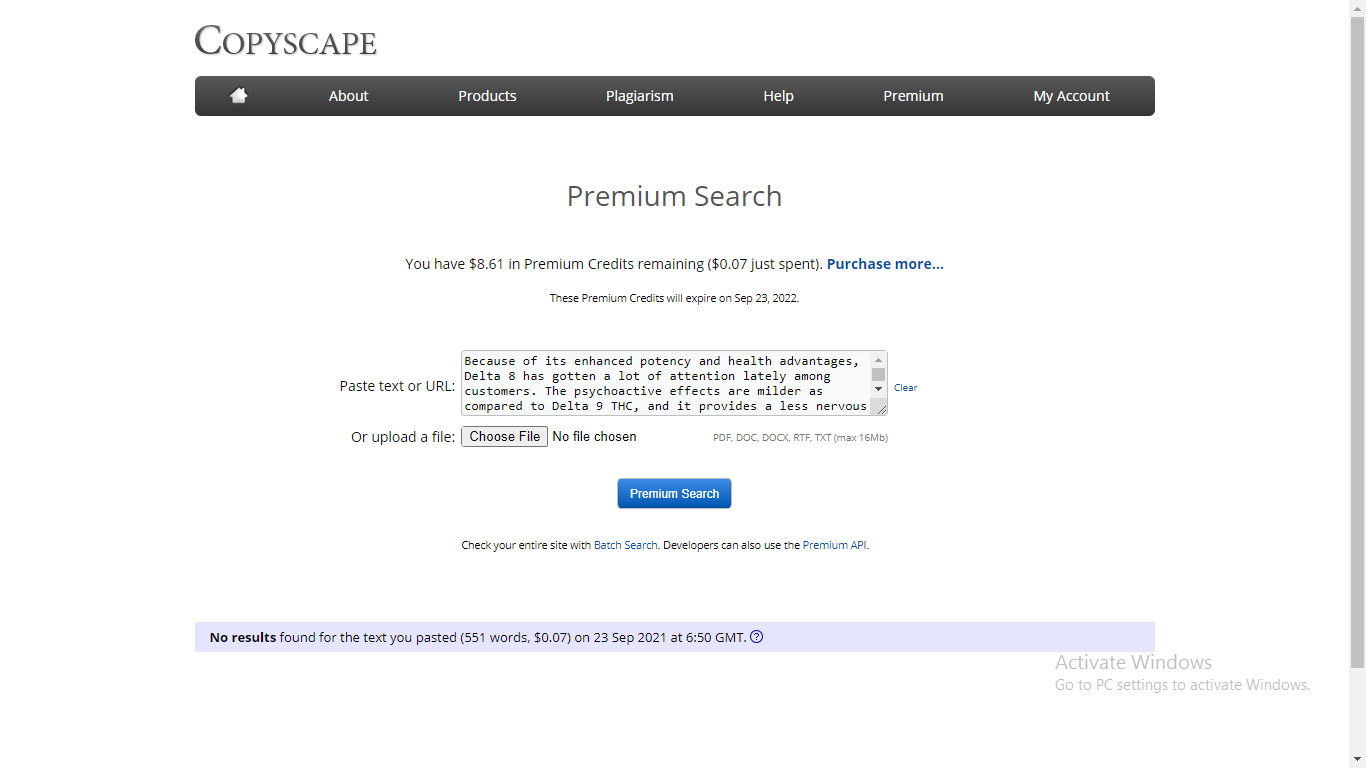 COPYSCAPE
About Products Plagiarism Help Premium My Account
Premium Search
You have $8.61 in Premium Credits remaining ($0.07 just spent). Purchase more...
These Premium Credits will expire on Sep 23, 2022.
Paste text or URL:
Because of its enhanced potency and health advantages,
Delta 8 has gotten a lot of attention lately among
customers. The psychoactive effects are milder as
compared to Delta 9 THC, and it provides a less nervous
Clear
Or upload a file: Choose File No file chosen PDF, DOC, DOCX, RTF, TXT (max 16Mb)
Premium Search
Check your entire site with Batch Search. Developers can also use the Premium API.
No results found for the text you pasted (551 words, $0.07) on 23 Sep 2021 at 6:50 GMT. ?
Activate Windows
Go to PC settings to activate Windows.